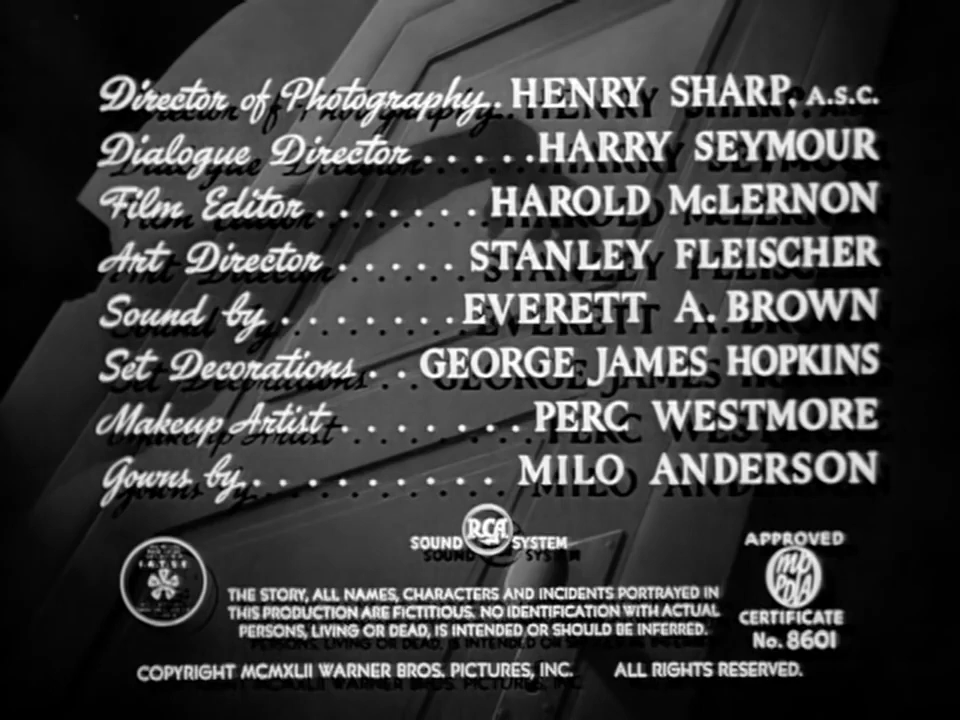 Director of Photography.. HENRY SHARP, A.S.C.
Dialogue Director.....HARRY SEYMOUR
Film Editor.......HAROLD McLERNON
Art Director.....STANLEY FLEISCHER
Sound by........EVERETT A. BROWN
Set Decorations.. GEORGE JAMES HOPKINS
Makeup Artist........PERC WESTMORE
Gowns by.......... MILO ANDERSON
SOUND RCA SYSTEM
APPROVED
MPPDA
CERTIFICATE
No. 8601
I.A.T.S.E
THE STORY, ALL NAMES, CHARACTERS AND INCIDENTS PORTRAYED IN
THIS PRODUCTION ARE FICTITIOUS. NO IDENTIFICATION WITH ACTUAL
PERSONS, LIVING OR DEAD, IS INTENDED OR SHOULD BE INFERRED.
COPYRIGHT MCMXLII WARNER BROS. PICTURES, INC. ALL RIGHTS RESERVED.